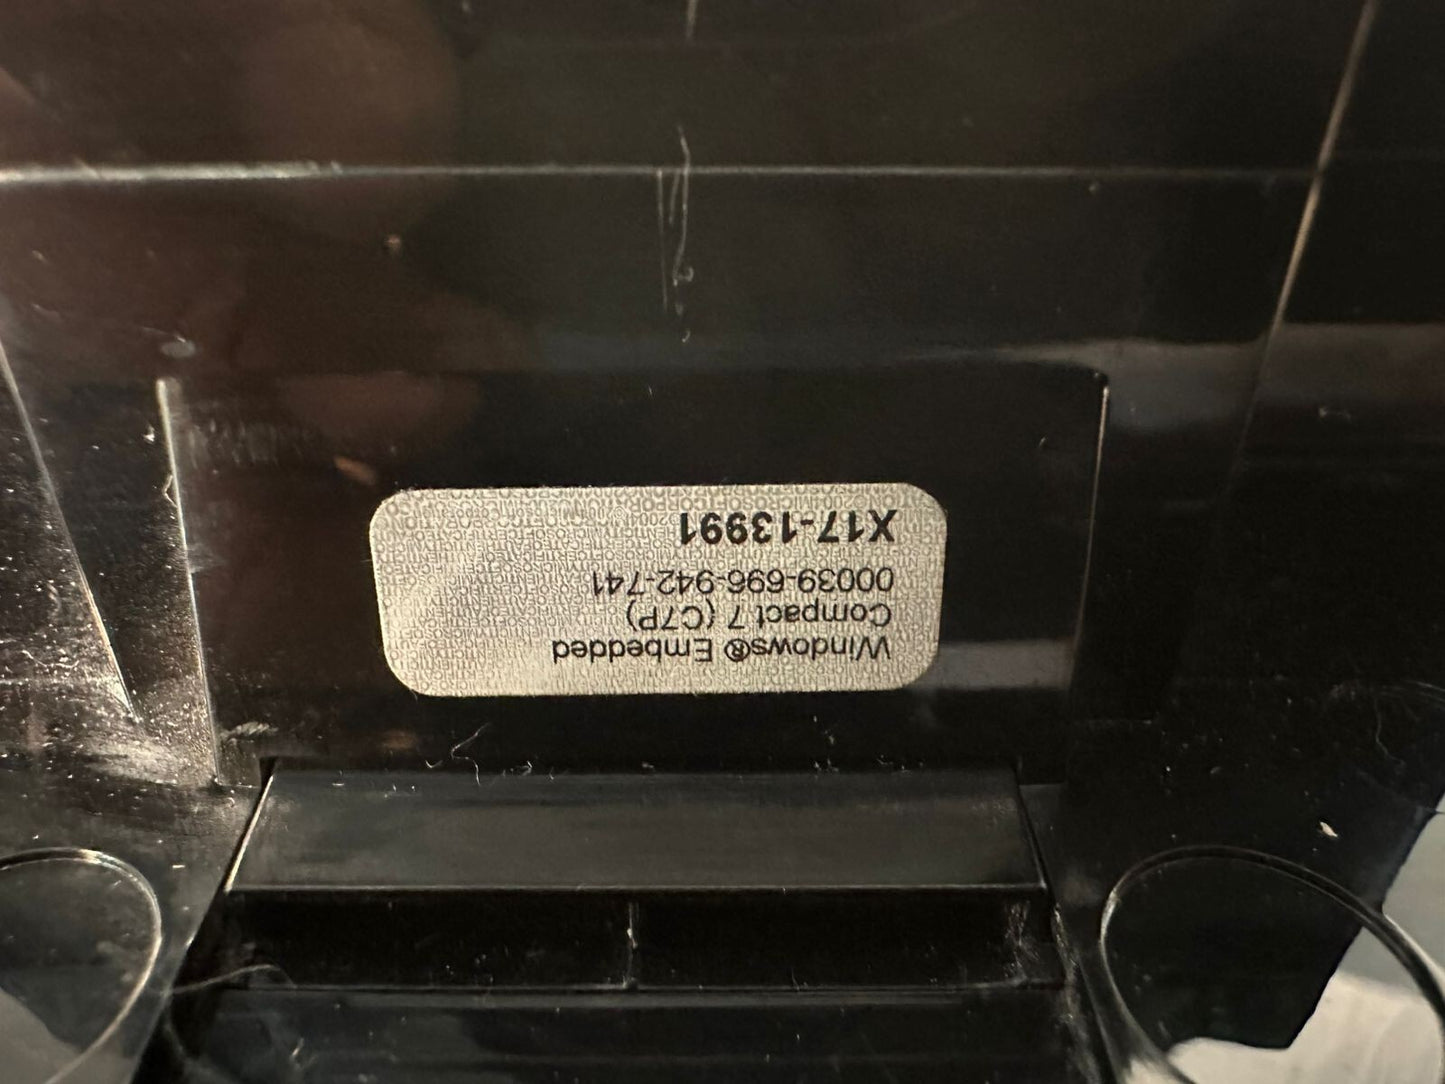 Windows® Embedded
Compact 7 (C7P)
00039-696-942-741
X17-13991